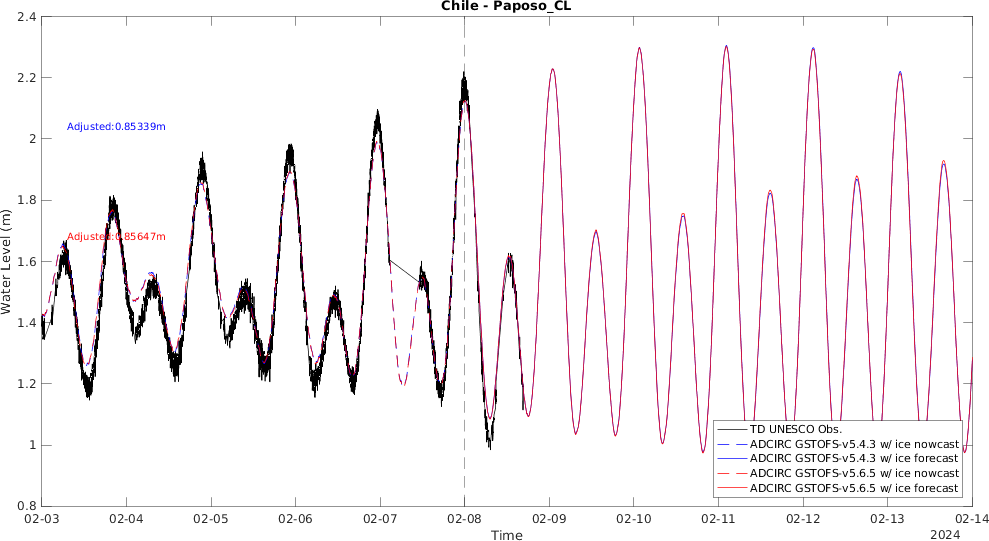 Chile - Paposo_CL
2.4
2.2
2
1.8
1.6
1.4
1.2
1
0.8
Water Level (m)
Adjusted:0.85339m
Adjusted:0.85647m
TD UNESCO Obs.
ADCIRC GSTOFS-v5.4.3 w/ ice nowcast
ADCIRC GSTOFS-v5.4.3 w/ ice forecast
ADCIRC GSTOFS-v5.6.5 w/ ice nowcast
ADCIRC GSTOFS-v5.6.5 w/ ice forecast
02-03 02-04 02-05 02-06 02-07 02-08 02-09 02-10 02-11 02-12 02-13 02-14
Time
2024